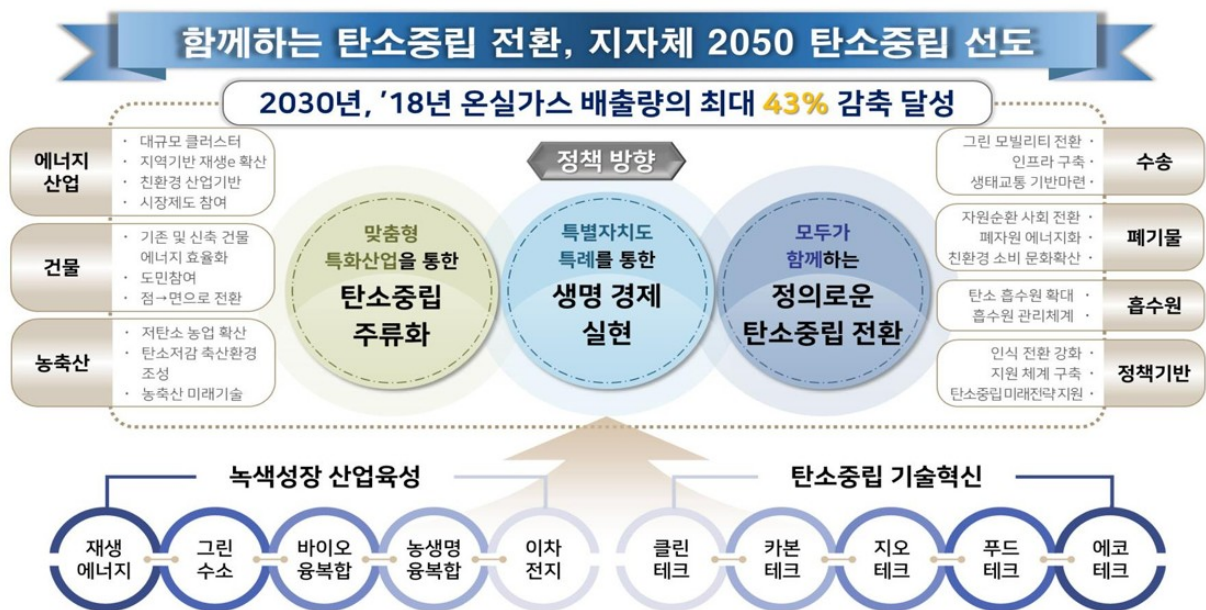 함께하는 탄소중립 전환, 지자체 2050 탄소중립 선도
2030년, ’18년 온실가스 배출량의 최대 43% 감축 달성
에너지
산업
· 대규모 클러스터
· 지역기반 재생e 확산
· 친환경 산업기반
· 시장제도 참여
건물
· 기존 및 신축 건물
에너지 효율화
· 도민참여
· 점→면으로 전환
농축산
· 저탄소 농업 확산
· 탄소저감 축산환경
조성
· 농축산 미래기술
정책 방향
맞춤형
특화산업을 통한
탄소중립
주류화
특별자치도
특례를 통한
생명 경제
실현
모두가
함께하는
정의로운
탄소중립 전환
그린 모빌리티 전환 ·
인프라 구축 ·
생태교통 기반마련 ·
수송
자원순환 사회 전환 ·
폐자원 에너지화 ·
친환경 소비 문화확산 ·
폐기물
탄소 흡수원 확대 ·
흡수원 관리체계 ·
흡수원
인식 전환 강화 ·
지원 체계 구축 ·
탄소중립미래전략지원 ·
정책기반
녹색성장 산업육성
재생
에너지
그린
수소
바이오
융복합
농생명
융복합
이차
전지
탄소중립 기술혁신
클린
테크
카본
테크
지오
테크
푸드
테크
에코
테크